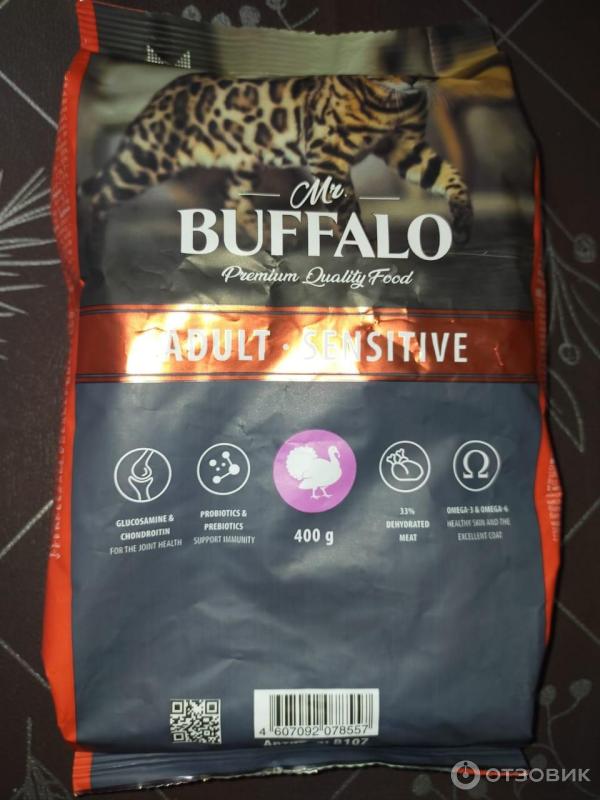 Mr.
BUFFALO
Premium Quality Food
ADULT · SENSITIVE
GLUCOSAMINE &
CHONDROITIN
FOR THE JOINT HEALTH
PROBIOTICS &
PREBIOTICS
SUPPORT IMMUNITY
400 g
33%
DEHYDRATED
MEAT
OMEGA-3 & OMEGA-6
HEALTHY SKIN AND THE
EXCELLENT COAT
4 607092 078557
ОТЗОВИК